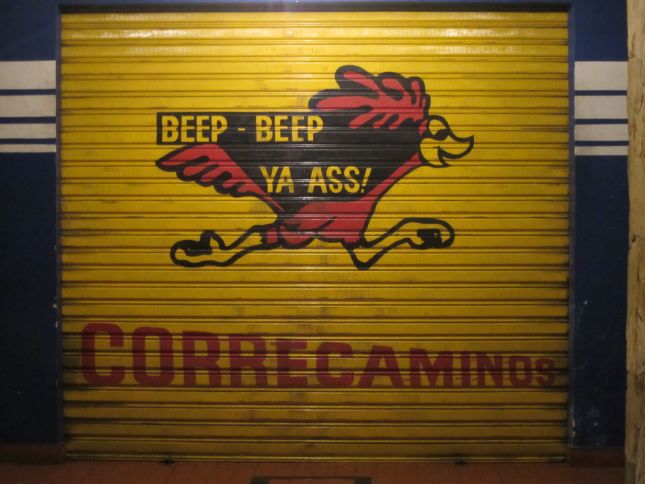 BEEP - BEEP
YA ASS!
CORRECAMINOS